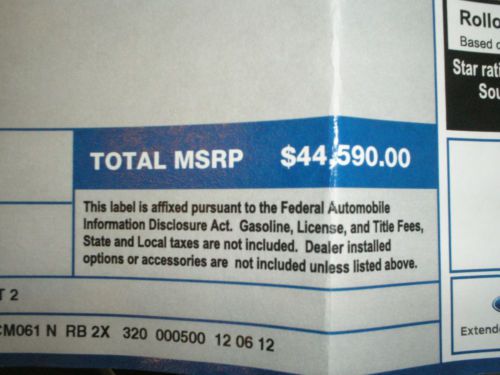 Rollo
Based o
Star rati
Sou
TOTAL MSRP $44,590.00
This label is affixed pursuant to the Federal Automobile
Information Disclosure Act. Gasoline, License, and Title Fees,
State and Local taxes are not included. Dealer installed
options or accessories are not included unless listed above.
T 2
CM061 N RB 2X 320 000500 12 06 12
Extende